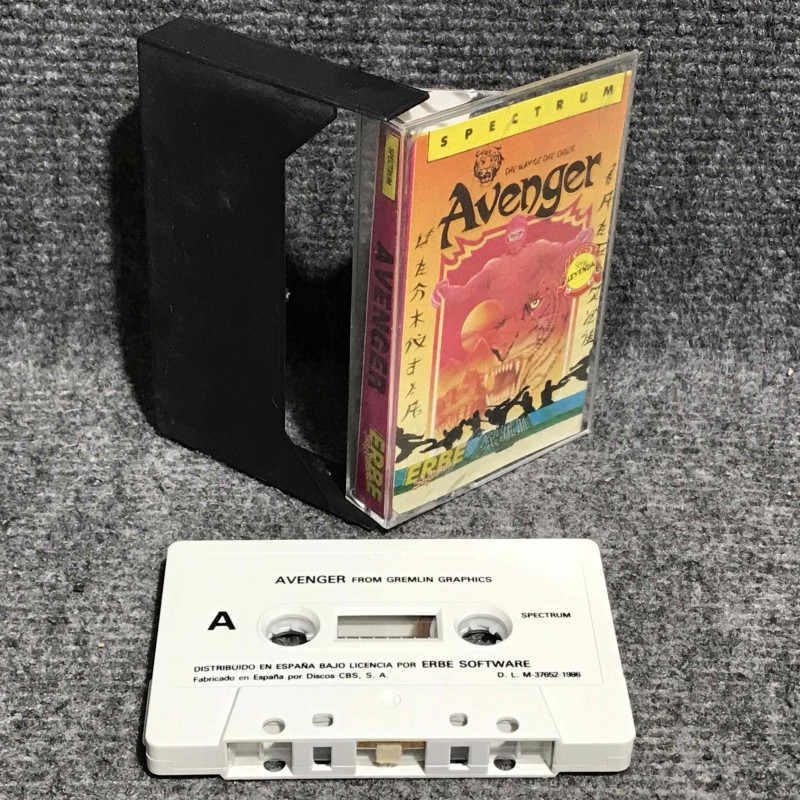 SPECTRUM
THE WAY OF THE TIGER
Avenger
LEYENDA
ERBE
SPECTRUM
AVENGER
ERBE
AVENGER FROM GREMLIN GRAPHICS
A
SPECTRUM
DISTRIBUIDO EN ESPAÑA BAJO LICENCIA POR ERBE SOFTWARE
Fabricado en España por Discos CBS, S. A.
D. L. M-37652-1986